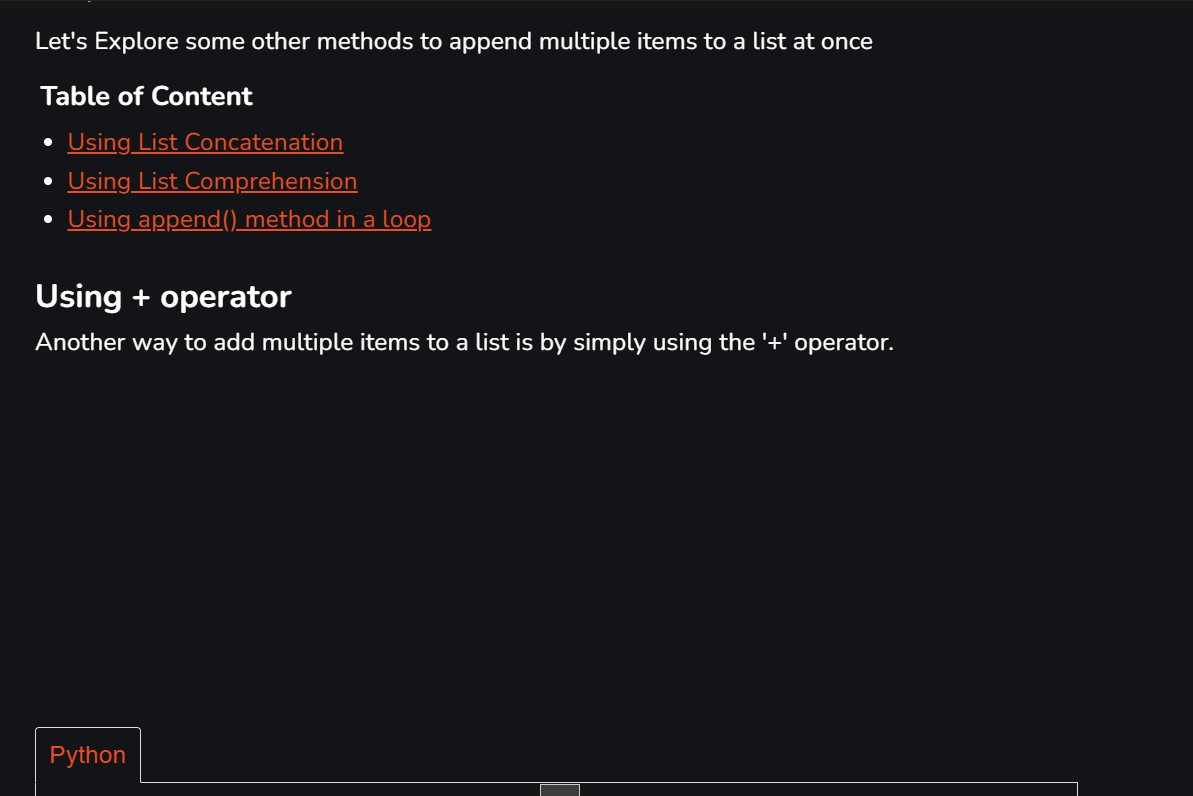 Let's Explore some other methods to append multiple items to a list at once
Table of Content
Using List Concatenation
Using List Comprehension
Using append() method in a loop
Using + operator
Another way to add multiple items to a list is by simply using the '+' operator.
Python